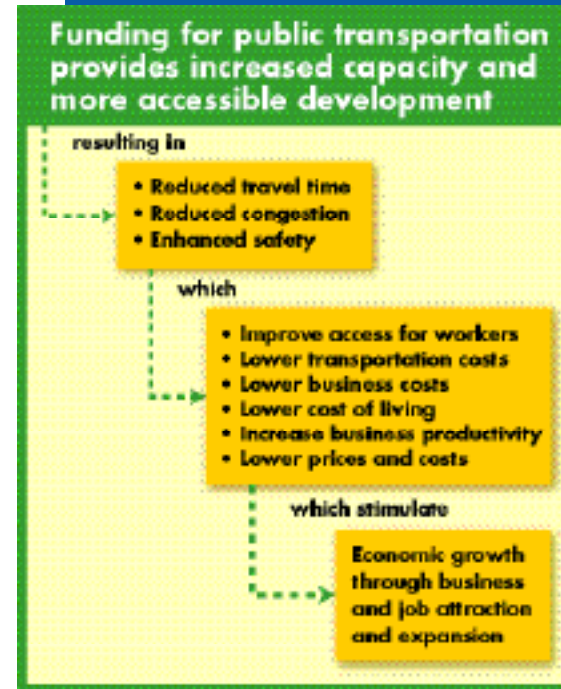 Funding for public transportation
provides increased capacity and
more accessible development
resulting in
• Reduced travel time
• Reduced congestion
• Enhanced safety
which
• Improve access for workers
• Lower transportation costs
• Lower business costs
• Lower cost of living
• Increase business productivity
• Lower prices and costs
which stimulate
Economic growth
through business
and job attraction
and expansion